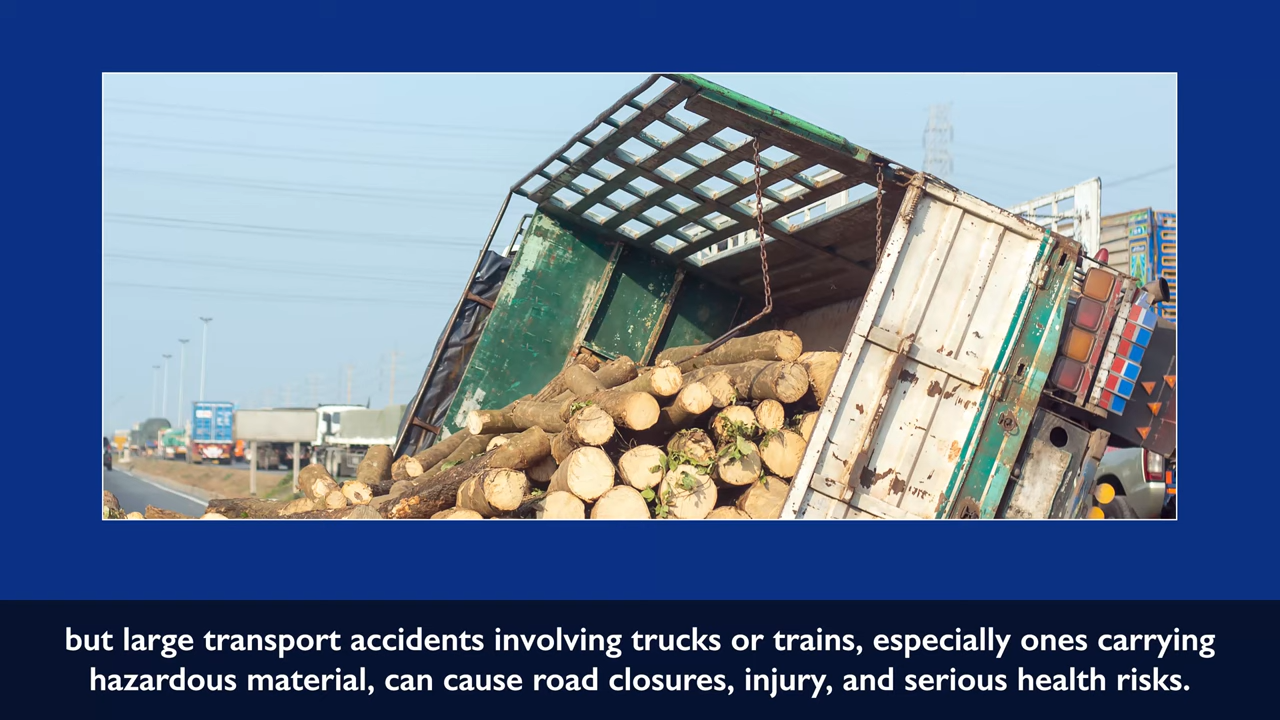 but large transport accidents involving trucks or trains, especially ones carrying
hazardous material, can cause road closures, injury, and serious health risks.